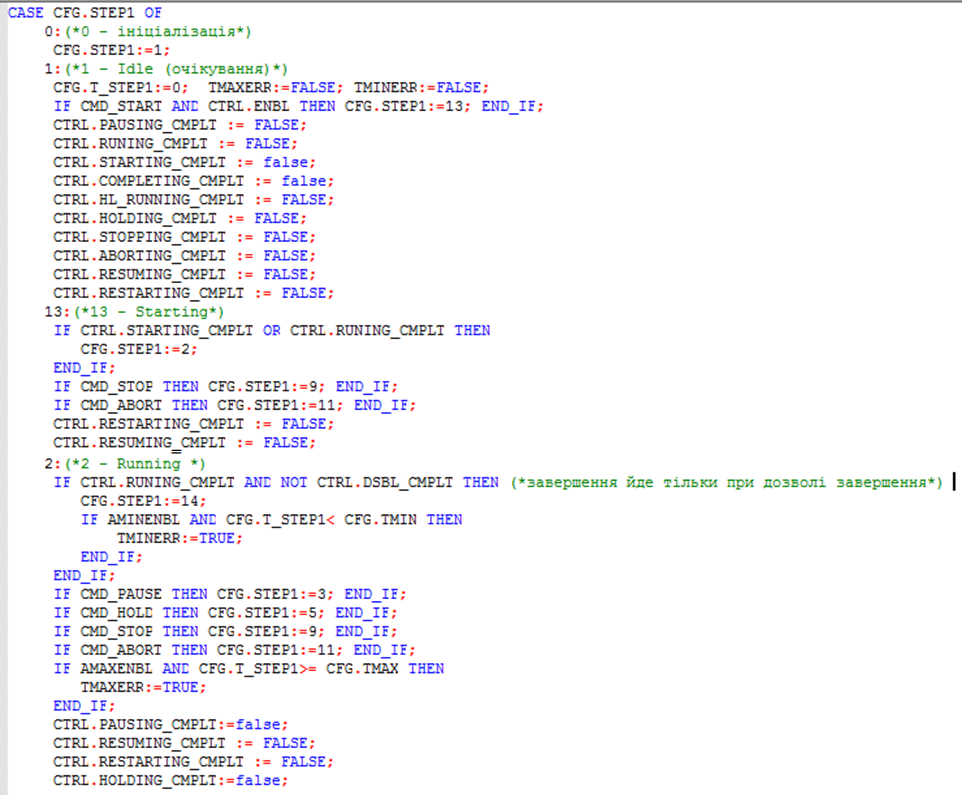 CASE CFG.STEP1 OF
0:(*0 - ініціалізація*)
CFG.STEP1:=1;
1:(*1 - Idle (очікування)*)
CFG.T_STEP1:=0; TMAXERR:=FALSE; TMINERR:=FALSE;
IF CMD_START AND CTRL.ENBL THEN CFG.STEP1:=13; END_IF;
CTRL.PAUSING_CMPLT := FALSE;
CTRL.RUNING_CMPLT := FALSE;
CTRL.STARTING_CMPLT := false;
CTRL.COMPLETING_CMPLT := false;
CTRL.HL_RUNNING_CMPLT := FALSE;
CTRL.HOLDING_CMPLT := FALSE;
CTRL.STOPPING_CMPLT := FALSE;
CTRL.ABORTING_CMPLT := FALSE;
CTRL.RESUMING_CMPLT := FALSE;
CTRL.RESTARTING_CMPLT := FALSE;
13:(*13 - Starting*)
IF CTRL.STARTING_CMPLT OR CTRL.RUNING_CMPLT THEN
CFG.STEP1:=2;
END_IF;
IF CMD_STOP THEN CFG.STEP1:=9; END_IF;
IF CMD_ABORT THEN CFG.STEP1:=11; END_IF;
CTRL.RESTARTING_CMPLT := FALSE;
CTRL.RESUMING_CMPLT := FALSE;
2:(*2 - Running *)
IF CTRL.RUNING_CMPLT AND NOT CTRL.DSBL_CMPLT THEN (*завершення йде тільки при дозволі завершення*)
CFG.STEP1:=14;
IF AMINENBL AND CFG.T_STEP1< CFG.TMIN THEN
TMINERR:=TRUE;
END_IF;
END_IF;
IF CMD_PAUSE THEN CFG.STEP1:=3; END_IF;
IF CMD_HOLD THEN CFG.STEP1:=5; END_IF;
IF CMD_STOP THEN CFG.STEP1:=9; END_IF;
IF CMD_ABORT THEN CFG.STEP1:=11; END_IF;
IF AMAXENBL AND CFG.T_STEP1>= CFG.TMAX THEN
TMAXERR:=TRUE;
END_IF;
CTRL.PAUSING_CMPLT:=false;
CTRL.RESUMING_CMPLT := FALSE;
CTRL.RESTARTING_CMPLT := FALSE;
CTRL.HOLDING_CMPLT:=false;